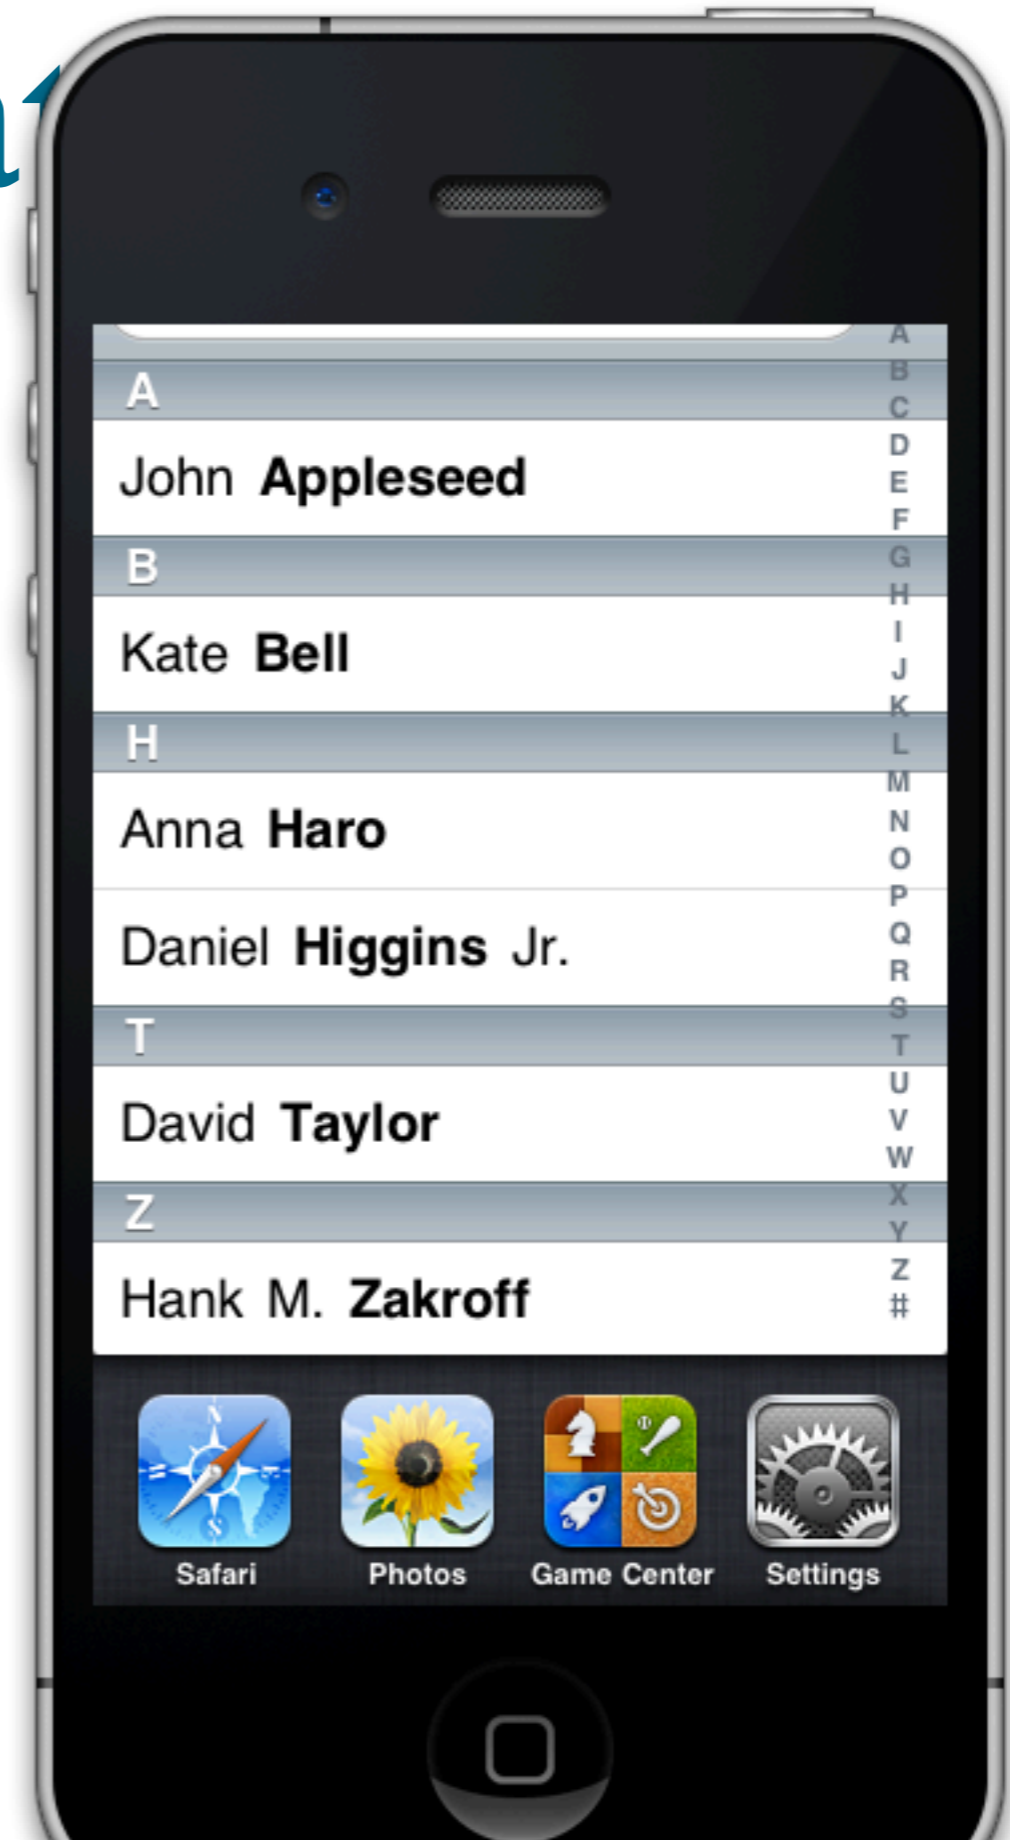 A
John Appleseed
B
Kate Bell
H
Anna Haro
Daniel Higgins Jr.
T
David Taylor
Z
Hank M. Zakroff
A
B
C
D
E
F
G
H
I
J
K
L
M
N
O
P
Q
R
S
T
U
V
W
X
Y
Z
#
Safari
Photos
Game Center
Settings